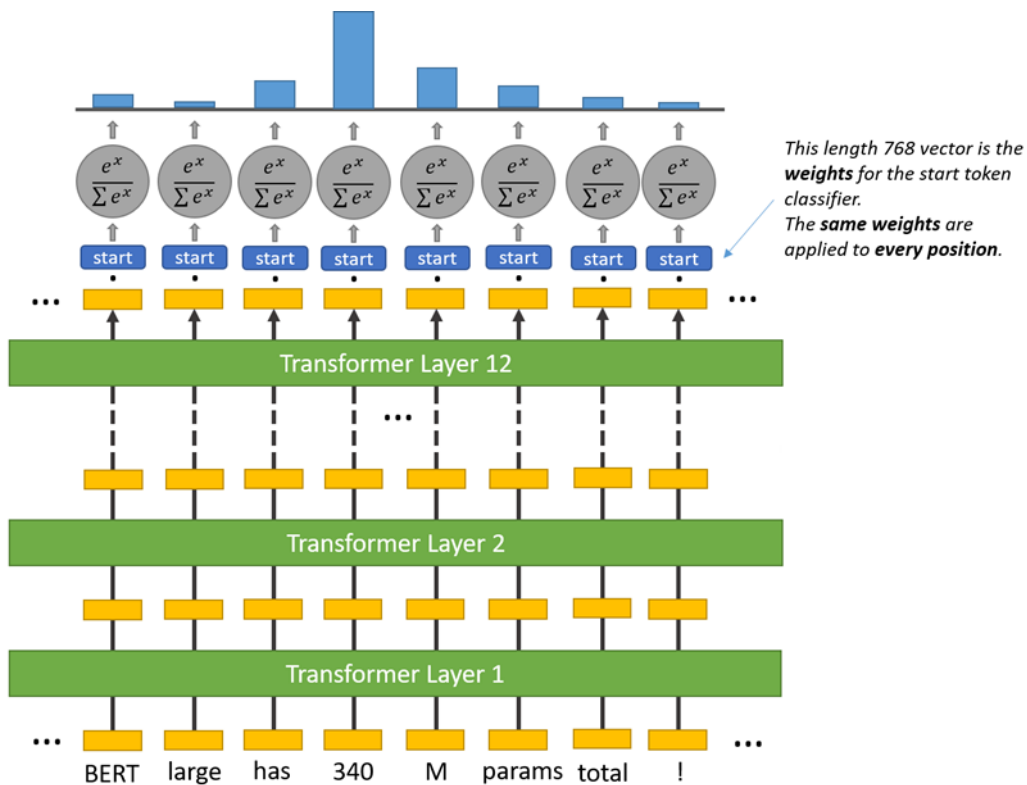 e^x e^x e^x e^x e^x e^x e^x e^x
∑ e^x ∑ e^x ∑ e^x ∑ e^x ∑ e^x ∑ e^x ∑ e^x ∑ e^x
This length 768 vector is the
weights for the start token
classifier.
The same weights are
applied to every position.
start start start start start start start start
... ...
Transformer Layer 12
...
Transformer Layer 2
Transformer Layer 1
... ...
BERT large has 340 M params total !